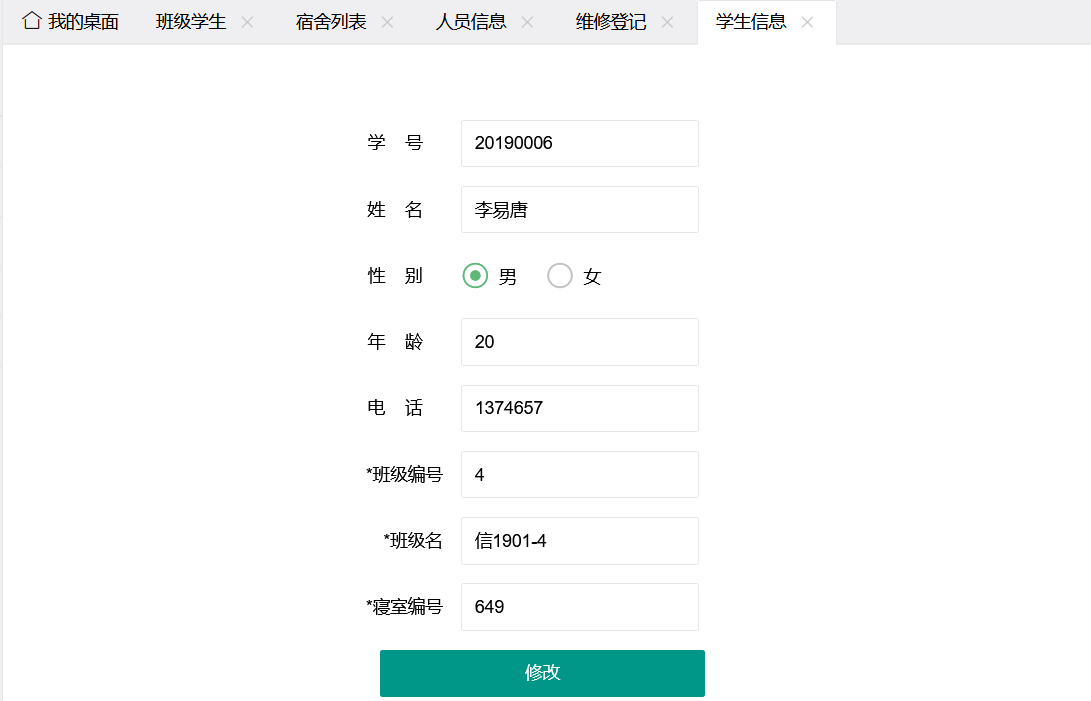 我的桌面 班级学生 宿舍列表 人员信息 维修登记 学生信息
学 号 20190006
姓 名 李易唐
性 别 男 女
年 龄 20
电 话 1374657
*班级编号 4
*班级名 信1901-4
*寝室编号 649
修改